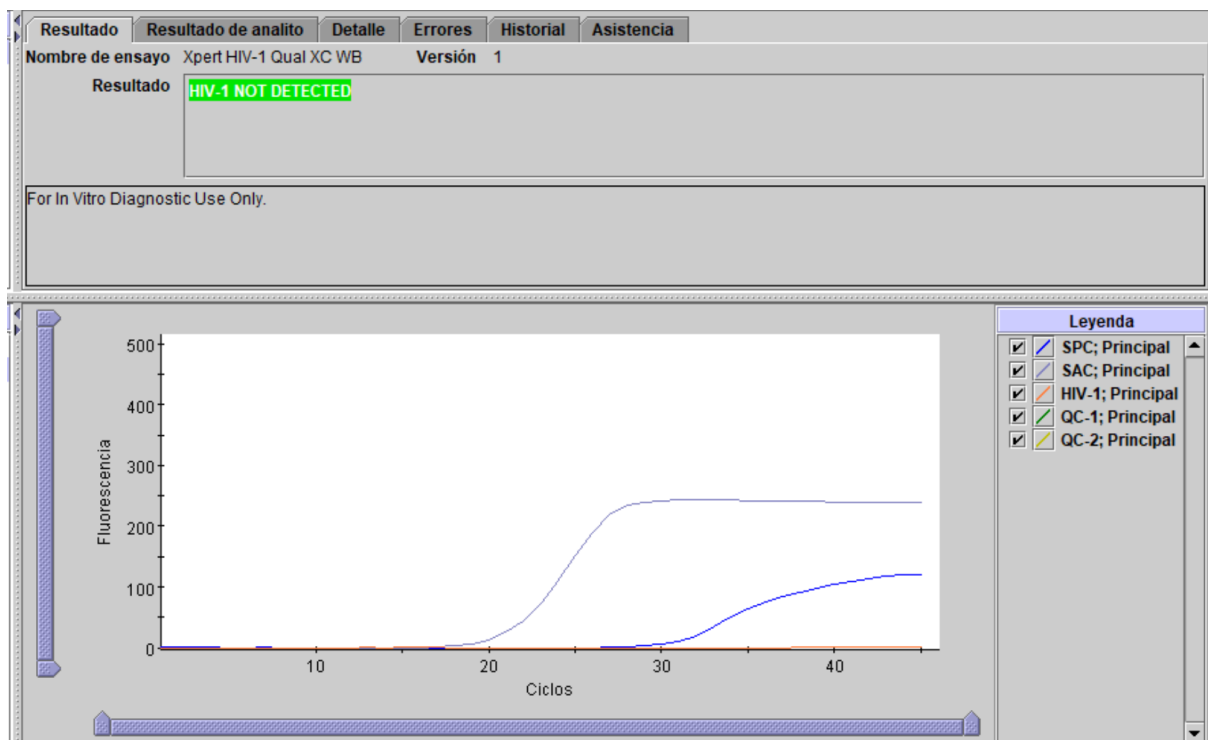 Resultado Resultado de analito Detalle Errores Historial Asistencia
Nombre de ensayo Xpert HIV-1 Qual XC WB Versión 1
Resultado HIV-1 NOT DETECTED
For In Vitro Diagnostic Use Only.
500
400
300
200
100
0
Fluorescencia
10 20 30 40
Ciclos
Leyenda
SPC; Principal
SAC; Principal
HIV-1; Principal
QC-1; Principal
QC-2; Principal